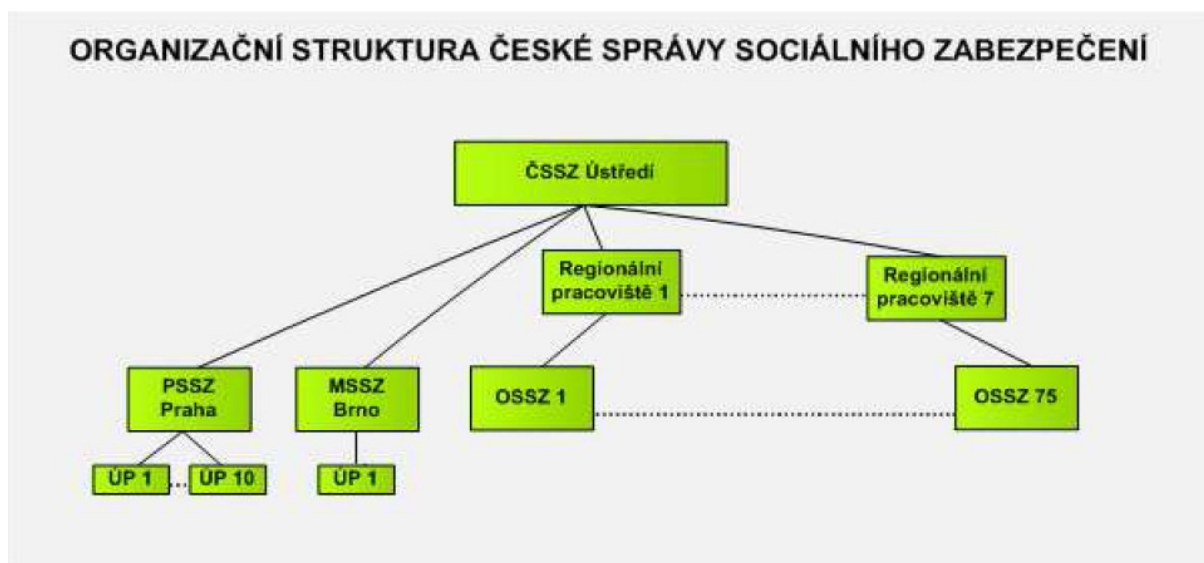 ORGANIZAČNÍ STRUKTURA ČESKÉ SPRÁVY SOCIÁLNÍHO ZABEZPEČENÍ
ČSSZ Ústředí
Regionální
pracoviště 1
Regionální
pracoviště 7
PSSZ
Praha
MSSZ
Brno
OSSZ 1
OSSZ 75
ÚP 1
ÚP 10
ÚP 1